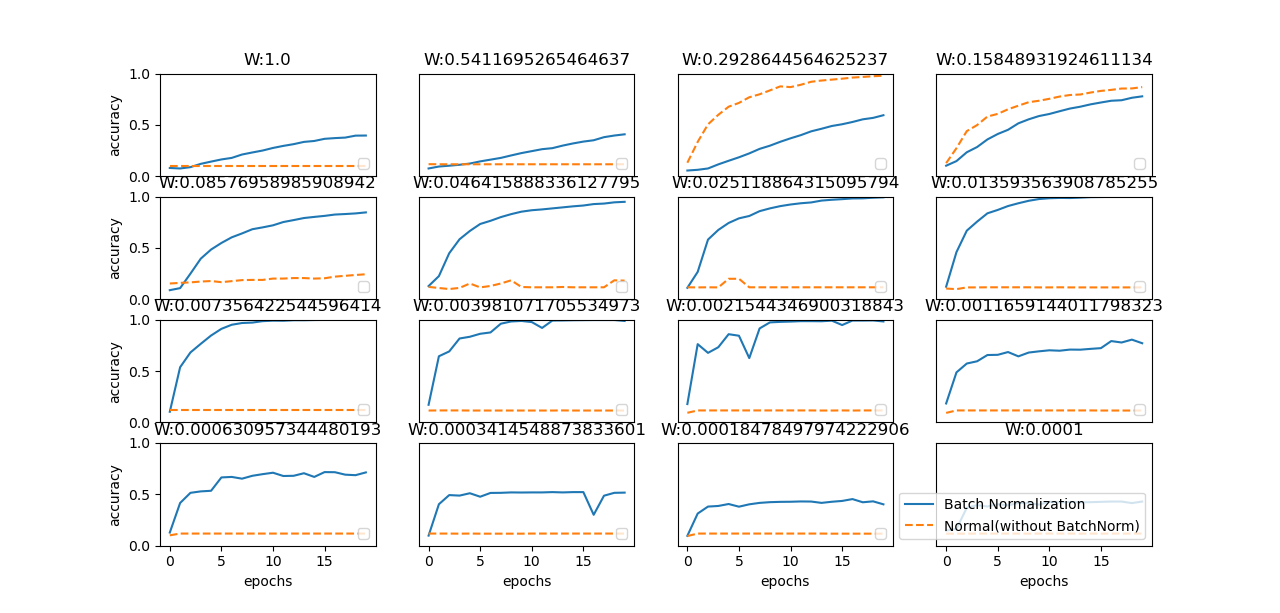 W:1.0 W:0.5411695265464637 W:0.2928644564625237 W:0.15848931924611134
accuracy
1.0
0.5
0.0
W:0.08576958985908942 W:0.046415888336127795 W:0.025118864315095794 W:0.013593563908785255
accuracy
1.0
0.5
0.0
W:0.007356422544596414 W:0.003981071705534973 W:0.0021544346900318843 W:0.0011659144011798323
accuracy
1.0
0.5
0.0
W:0.000630957344480193 W:0.0003414548873833601 W:0.00018478497974222906 W:0.0001
accuracy
1.0
0.5
0.0
Batch Normalization
Normal(without BatchNorm)
0 5 10 15 0 5 10 15 0 5 10 15 0 5 10 15
epochs epochs epochs epochs